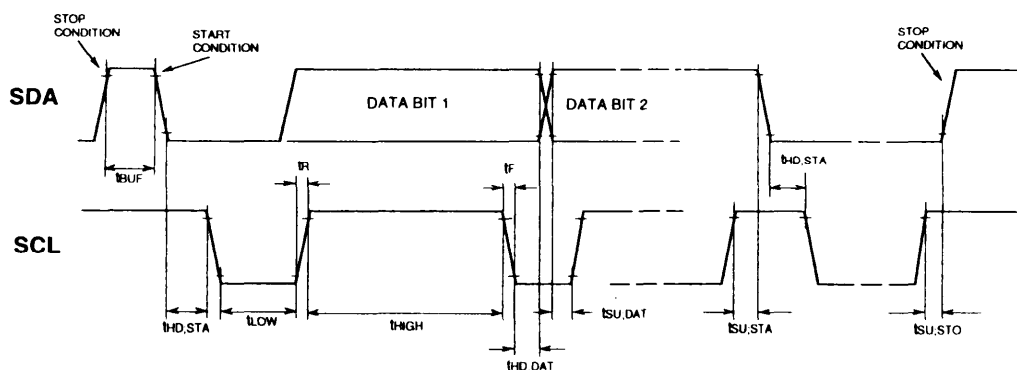 STOP
CONDITION
START
CONDITION
STOP
CONDITION
SDA
DATA BIT 1
DATA BIT 2
tBUF
tR
tF
tHD,STA
SCL
tHD,STA
tLOW
tHIGH
tHD,DAT
tSU,DAT
tSU;STA
tSU;STO